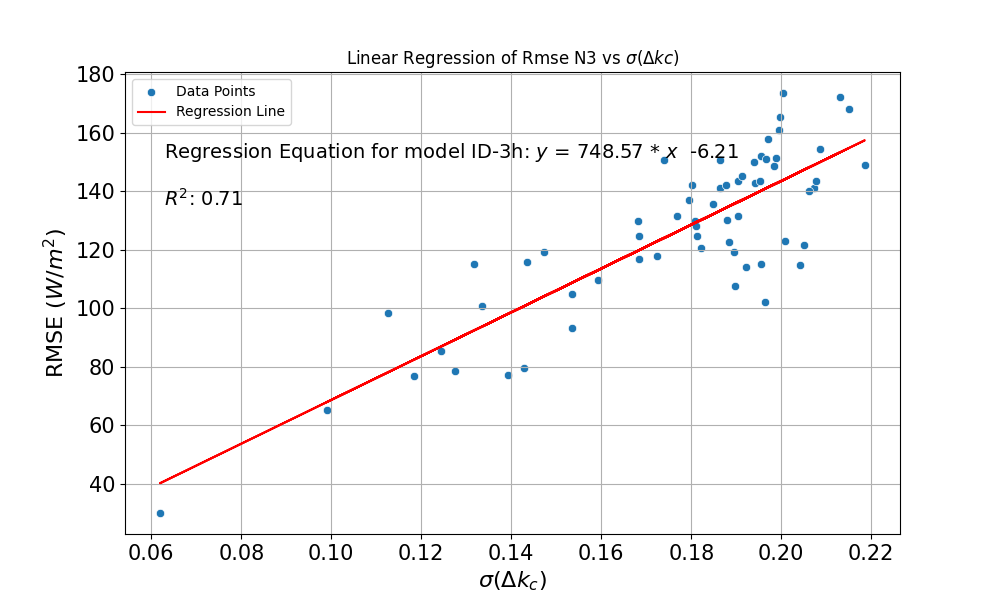 Linear Regression of Rmse N3 vs σ(Δkc)
Data Points
Regression Line
Regression Equation for model ID-3h: y = 748.57 * x  -6.21
R²: 0.71
RMSE (W/m²)
180
160
140
120
100
80
60
40
0.06 0.08 0.10 0.12 0.14 0.16 0.18 0.20 0.22
σ(Δk_c)